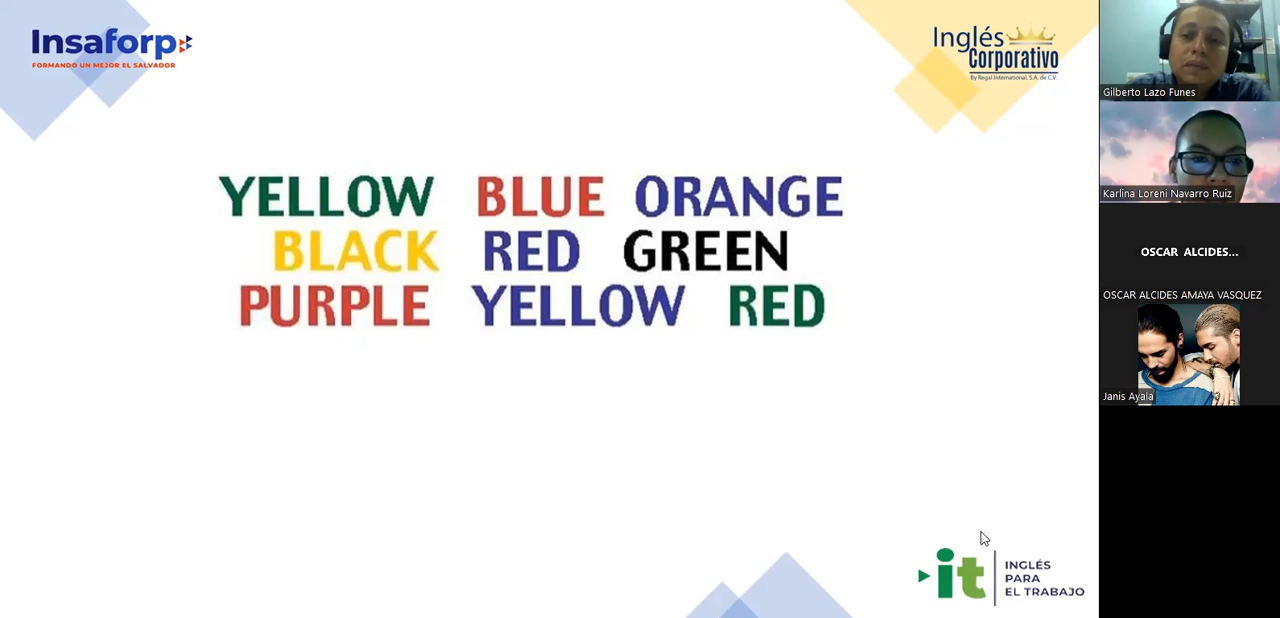 Insaforp
FORMANDO UN MEJOR EL SALVADOR
Inglés
Corporativo
By Regal International, S.A. de C.V.
YELLOW BLUE ORANGE
BLACK RED GREEN
PURPLE YELLOW RED
it
INGLÉS
PARA
EL TRABAJO
Gilberto Lazo Funes
Karlina Loreni Navarro Ruiz
OSCAR ALCIDES...
OSCAR ALCIDES AMAYA VASQUEZ
Janis Ayala